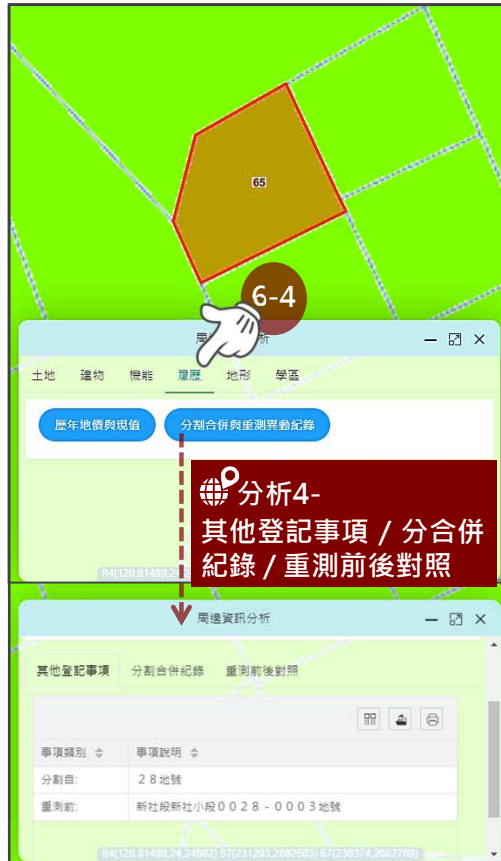 65
6-4
周 析
土地 建物 機能 履歷 地形 學區
歷年地價與現值 分割合併與重測異動紀錄
分析4-
其他登記事項 / 分合併
紀錄 / 重測前後對照
84(120.81489,24.2
周邊資訊分析
其他登記事項 分割合併紀錄 重測前後對照
事項類別 事項說明
分割自: 28地號
重測前: 新社段新社小段0028-0003地號
84(120.81489,24.24802) 97(231203,2682503) 67(230374,2682709)